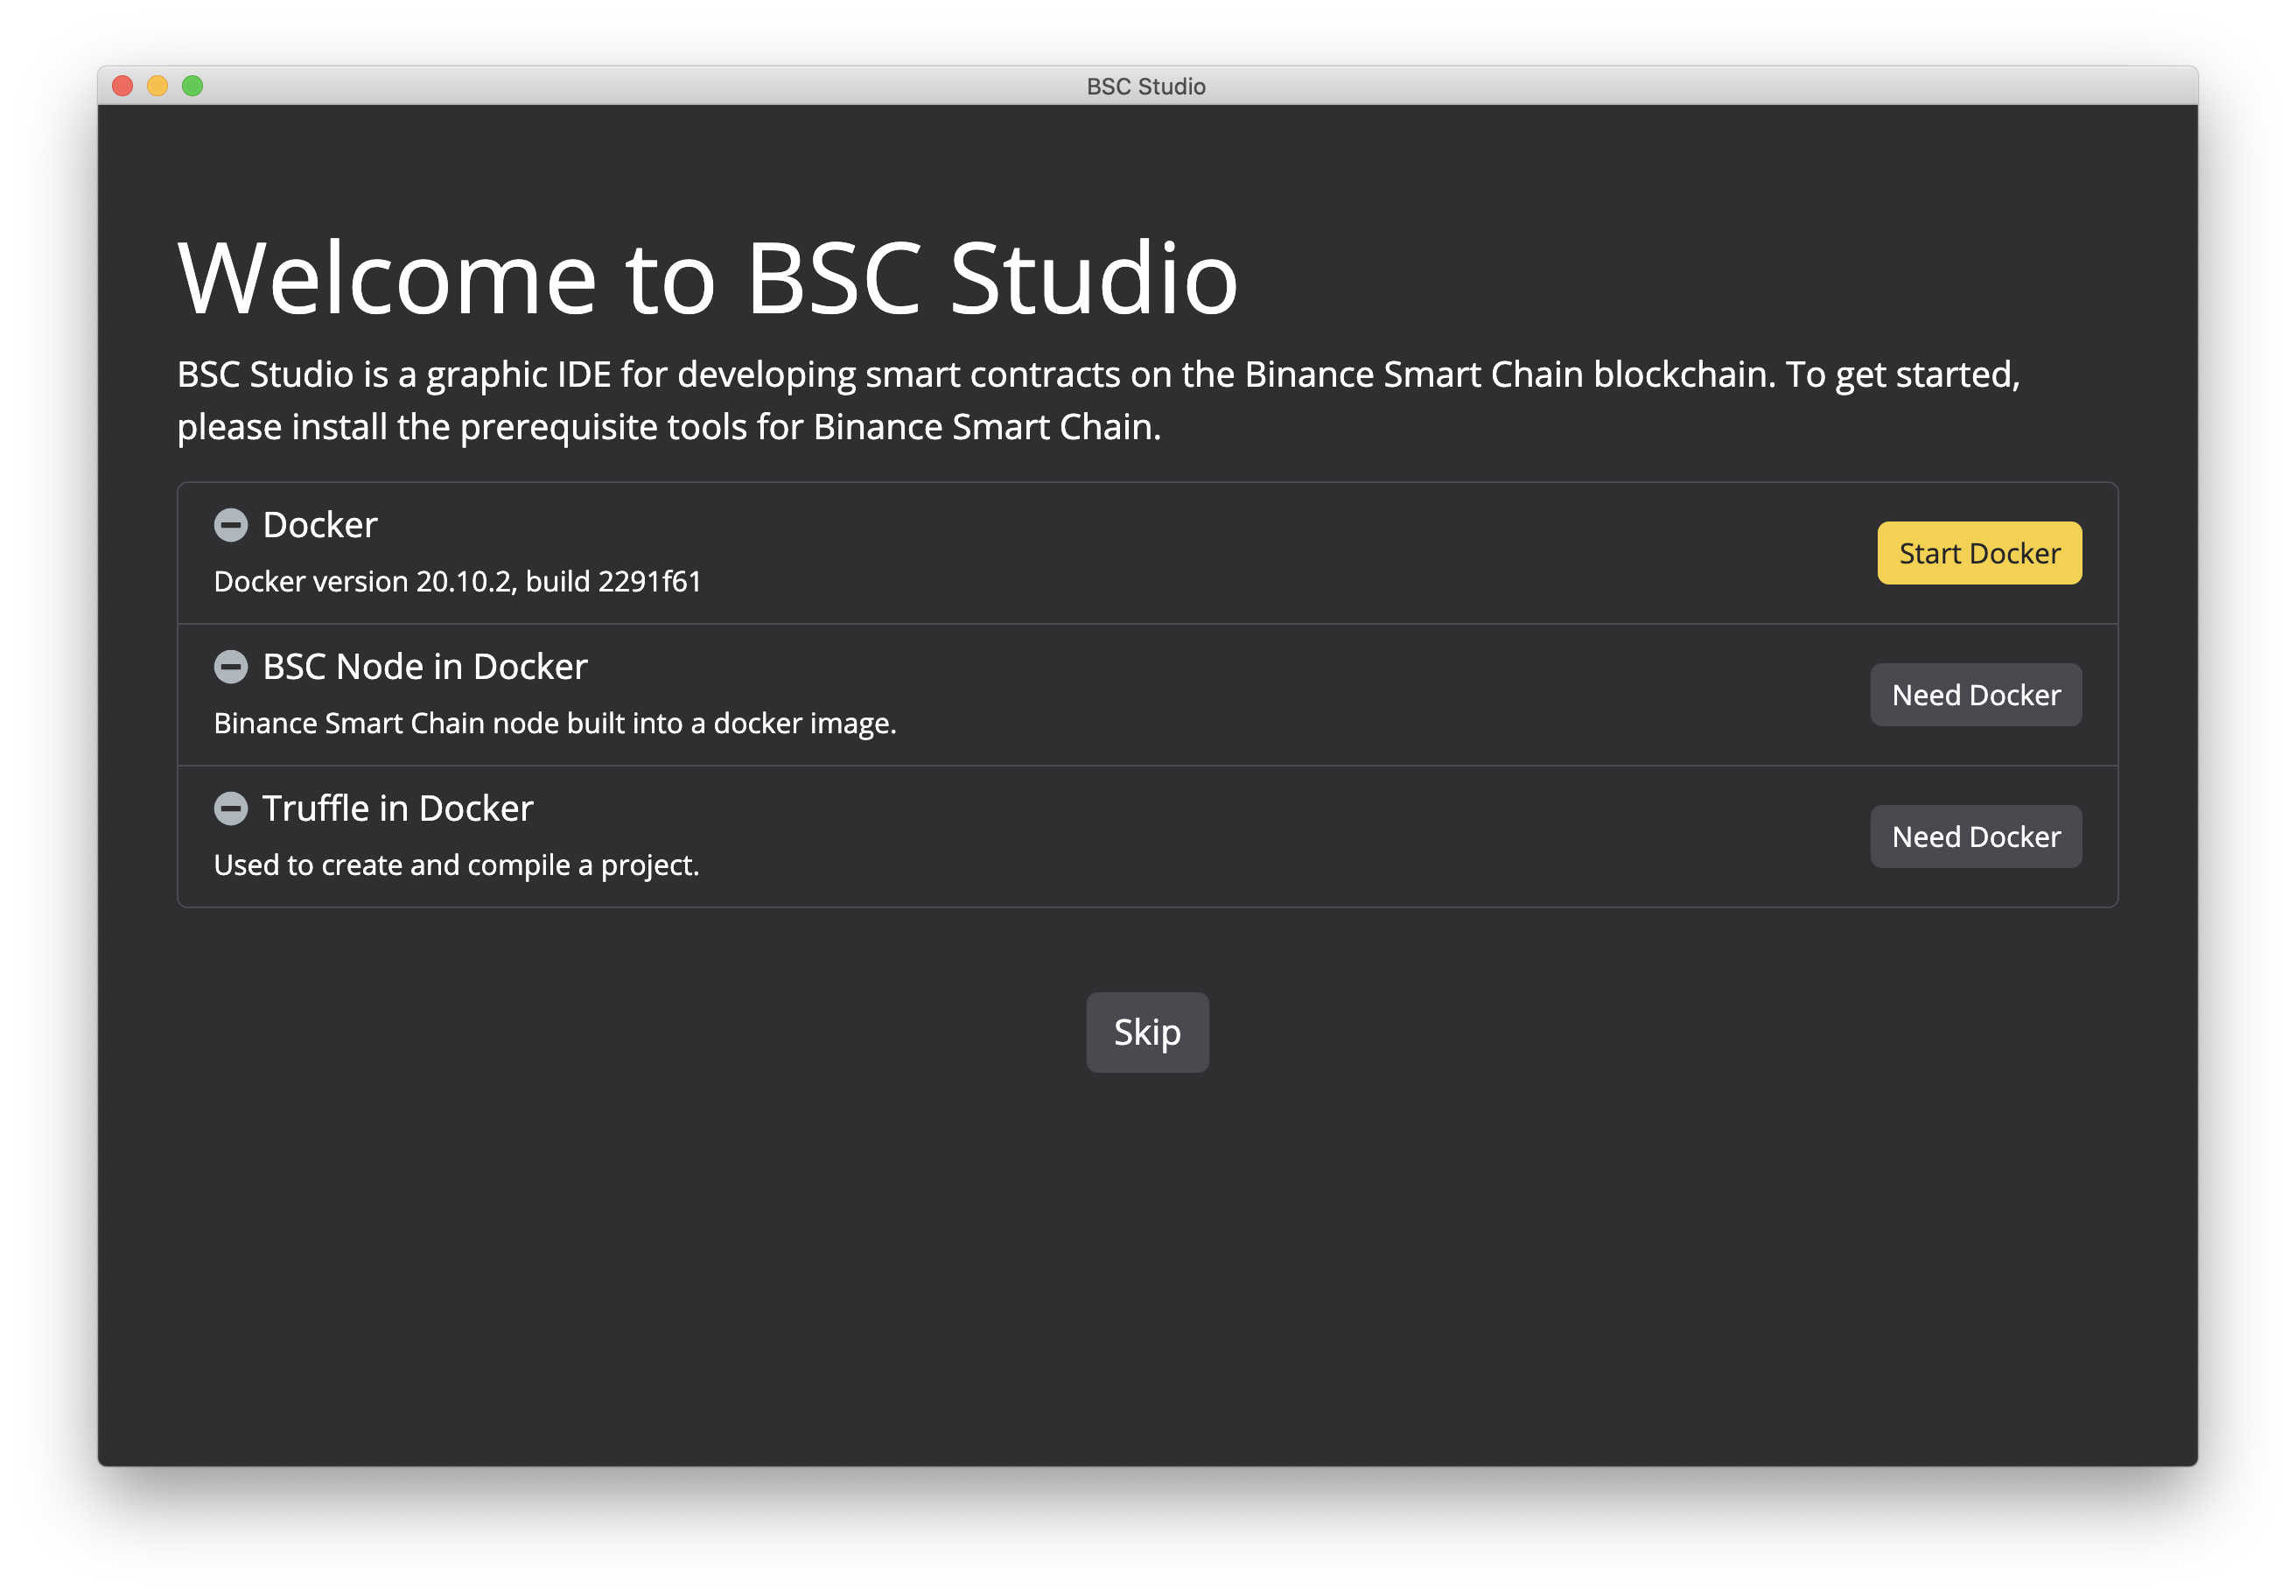 BSC Studio
Welcome to BSC Studio
BSC Studio is a graphic IDE for developing smart contracts on the Binance Smart Chain blockchain. To get started,
please install the prerequisite tools for Binance Smart Chain.
Docker
Docker version 20.10.2, build 2291f61
Start Docker
BSC Node in Docker
Binance Smart Chain node built into a docker image.
Need Docker
Truffle in Docker
Used to create and compile a project.
Need Docker
Skip